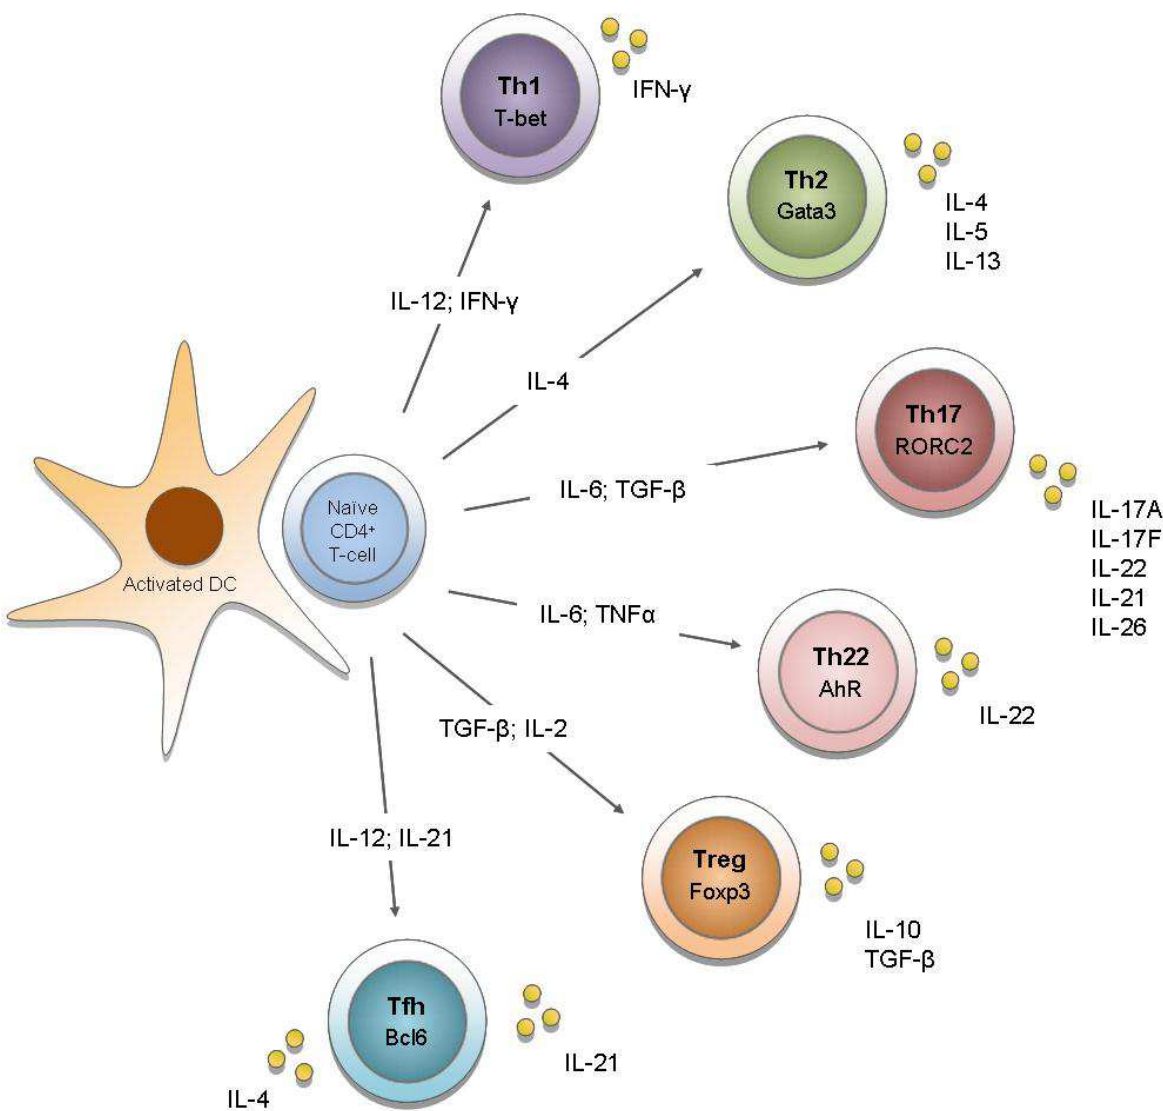 Th1
T-bet
IFN-γ
Th2
Gata3
IL-4
IL-5
IL-13
IL-12; IFN-γ
IL-4
Th17
RORC2
IL-6; TGF-β
IL-17A
IL-17F
IL-22
IL-21
IL-26
Naïve
CD4⁺
T-cell
Activated DC
IL-6; TNFα
Th22
AhR
IL-22
TGF-β; IL-2
IL-12; IL-21
Treg
Foxp3
IL-10
TGF-β
Tfh
Bcl6
IL-21
IL-4